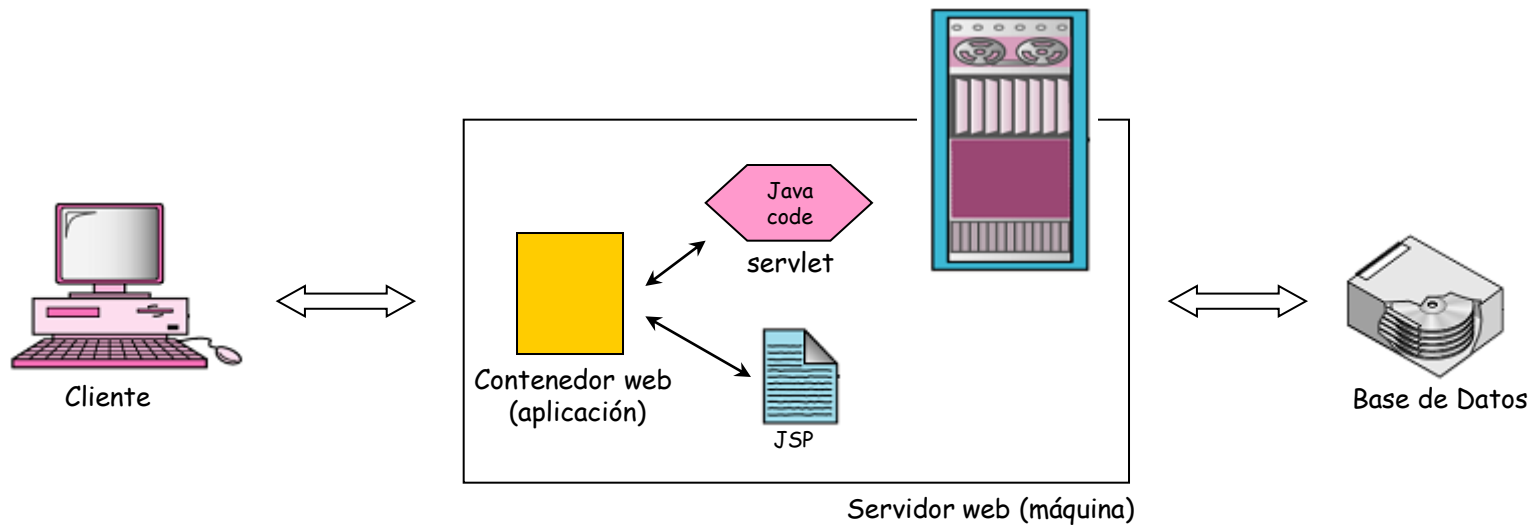 Java
code
servlet
Contenedor web
(aplicación)
JSP
Cliente
Base de Datos
Servidor web (máquina)